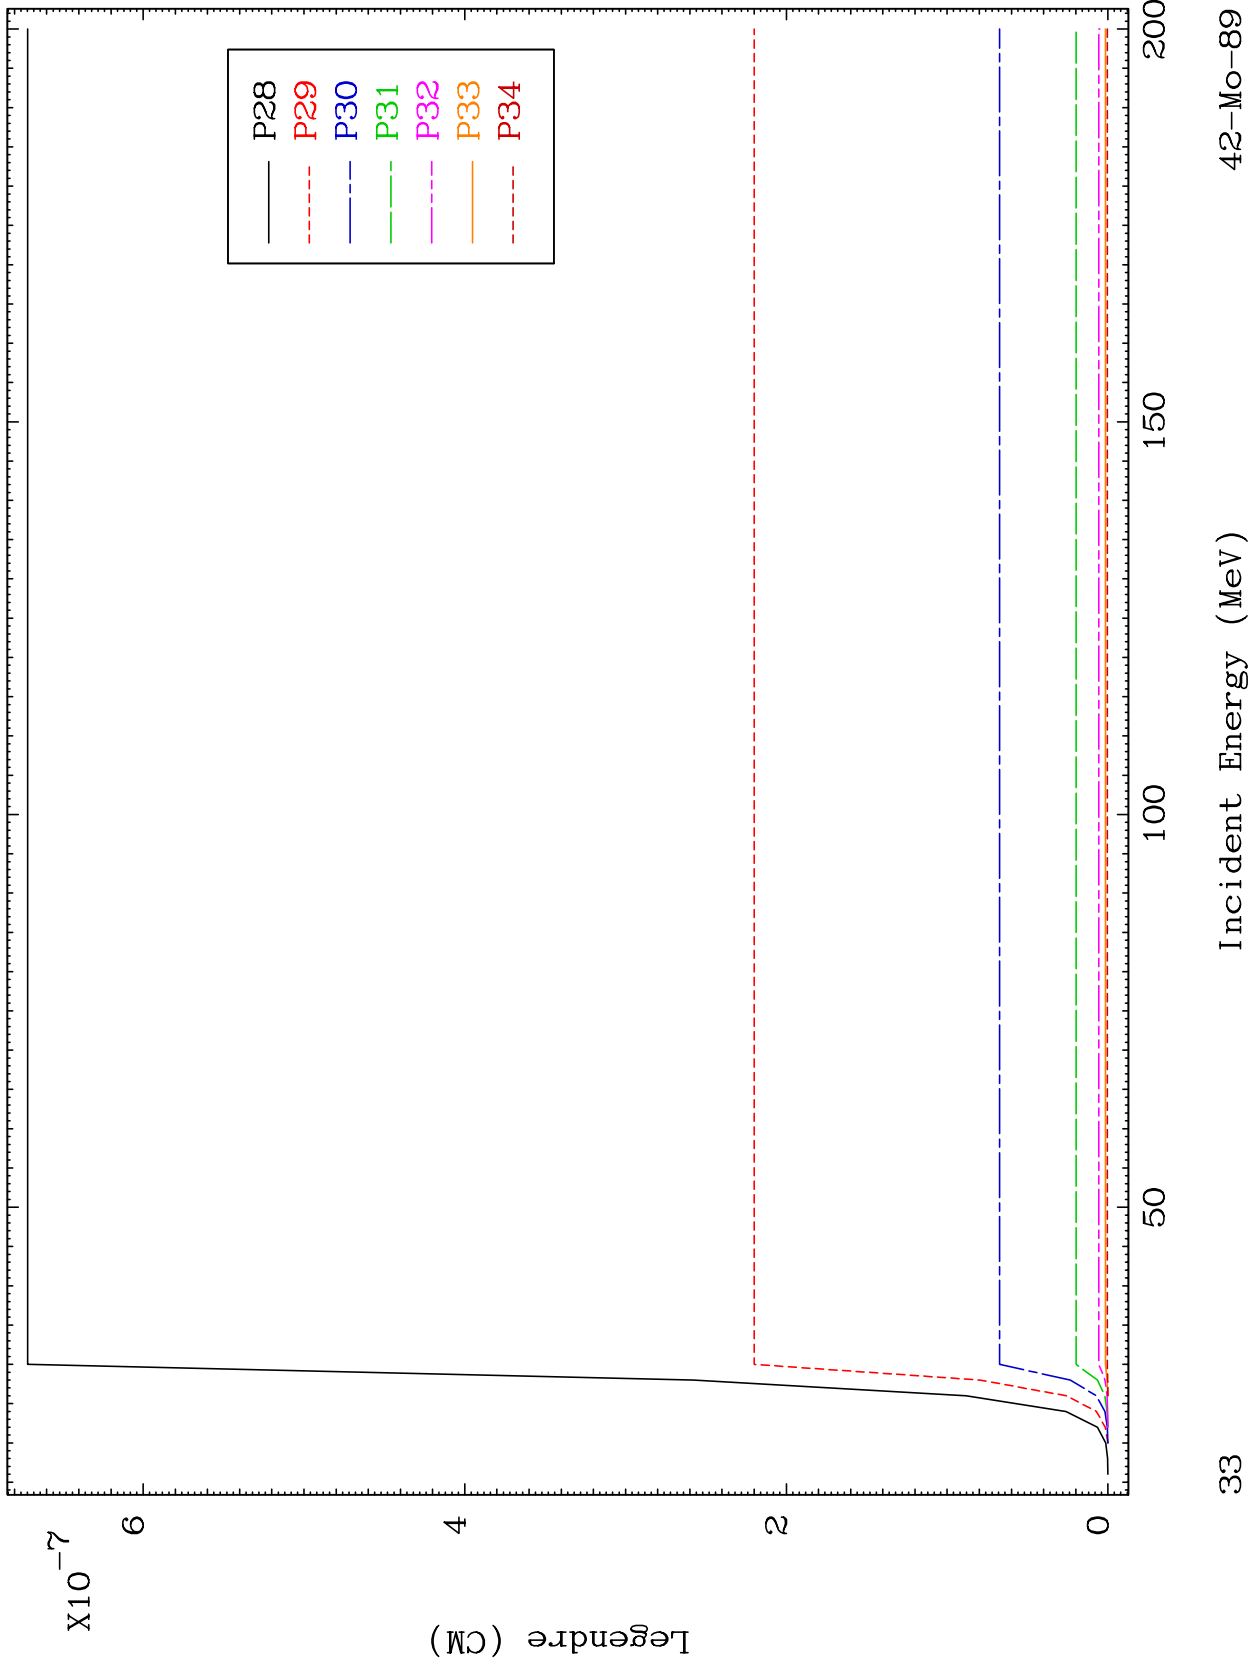 X10⁻⁷
Legendre (CM)
6
4
2
0
50
100
150
200
P28
P29
P30
P31
P32
P33
P34
33
Incident Energy (MeV)
42-Mo-89